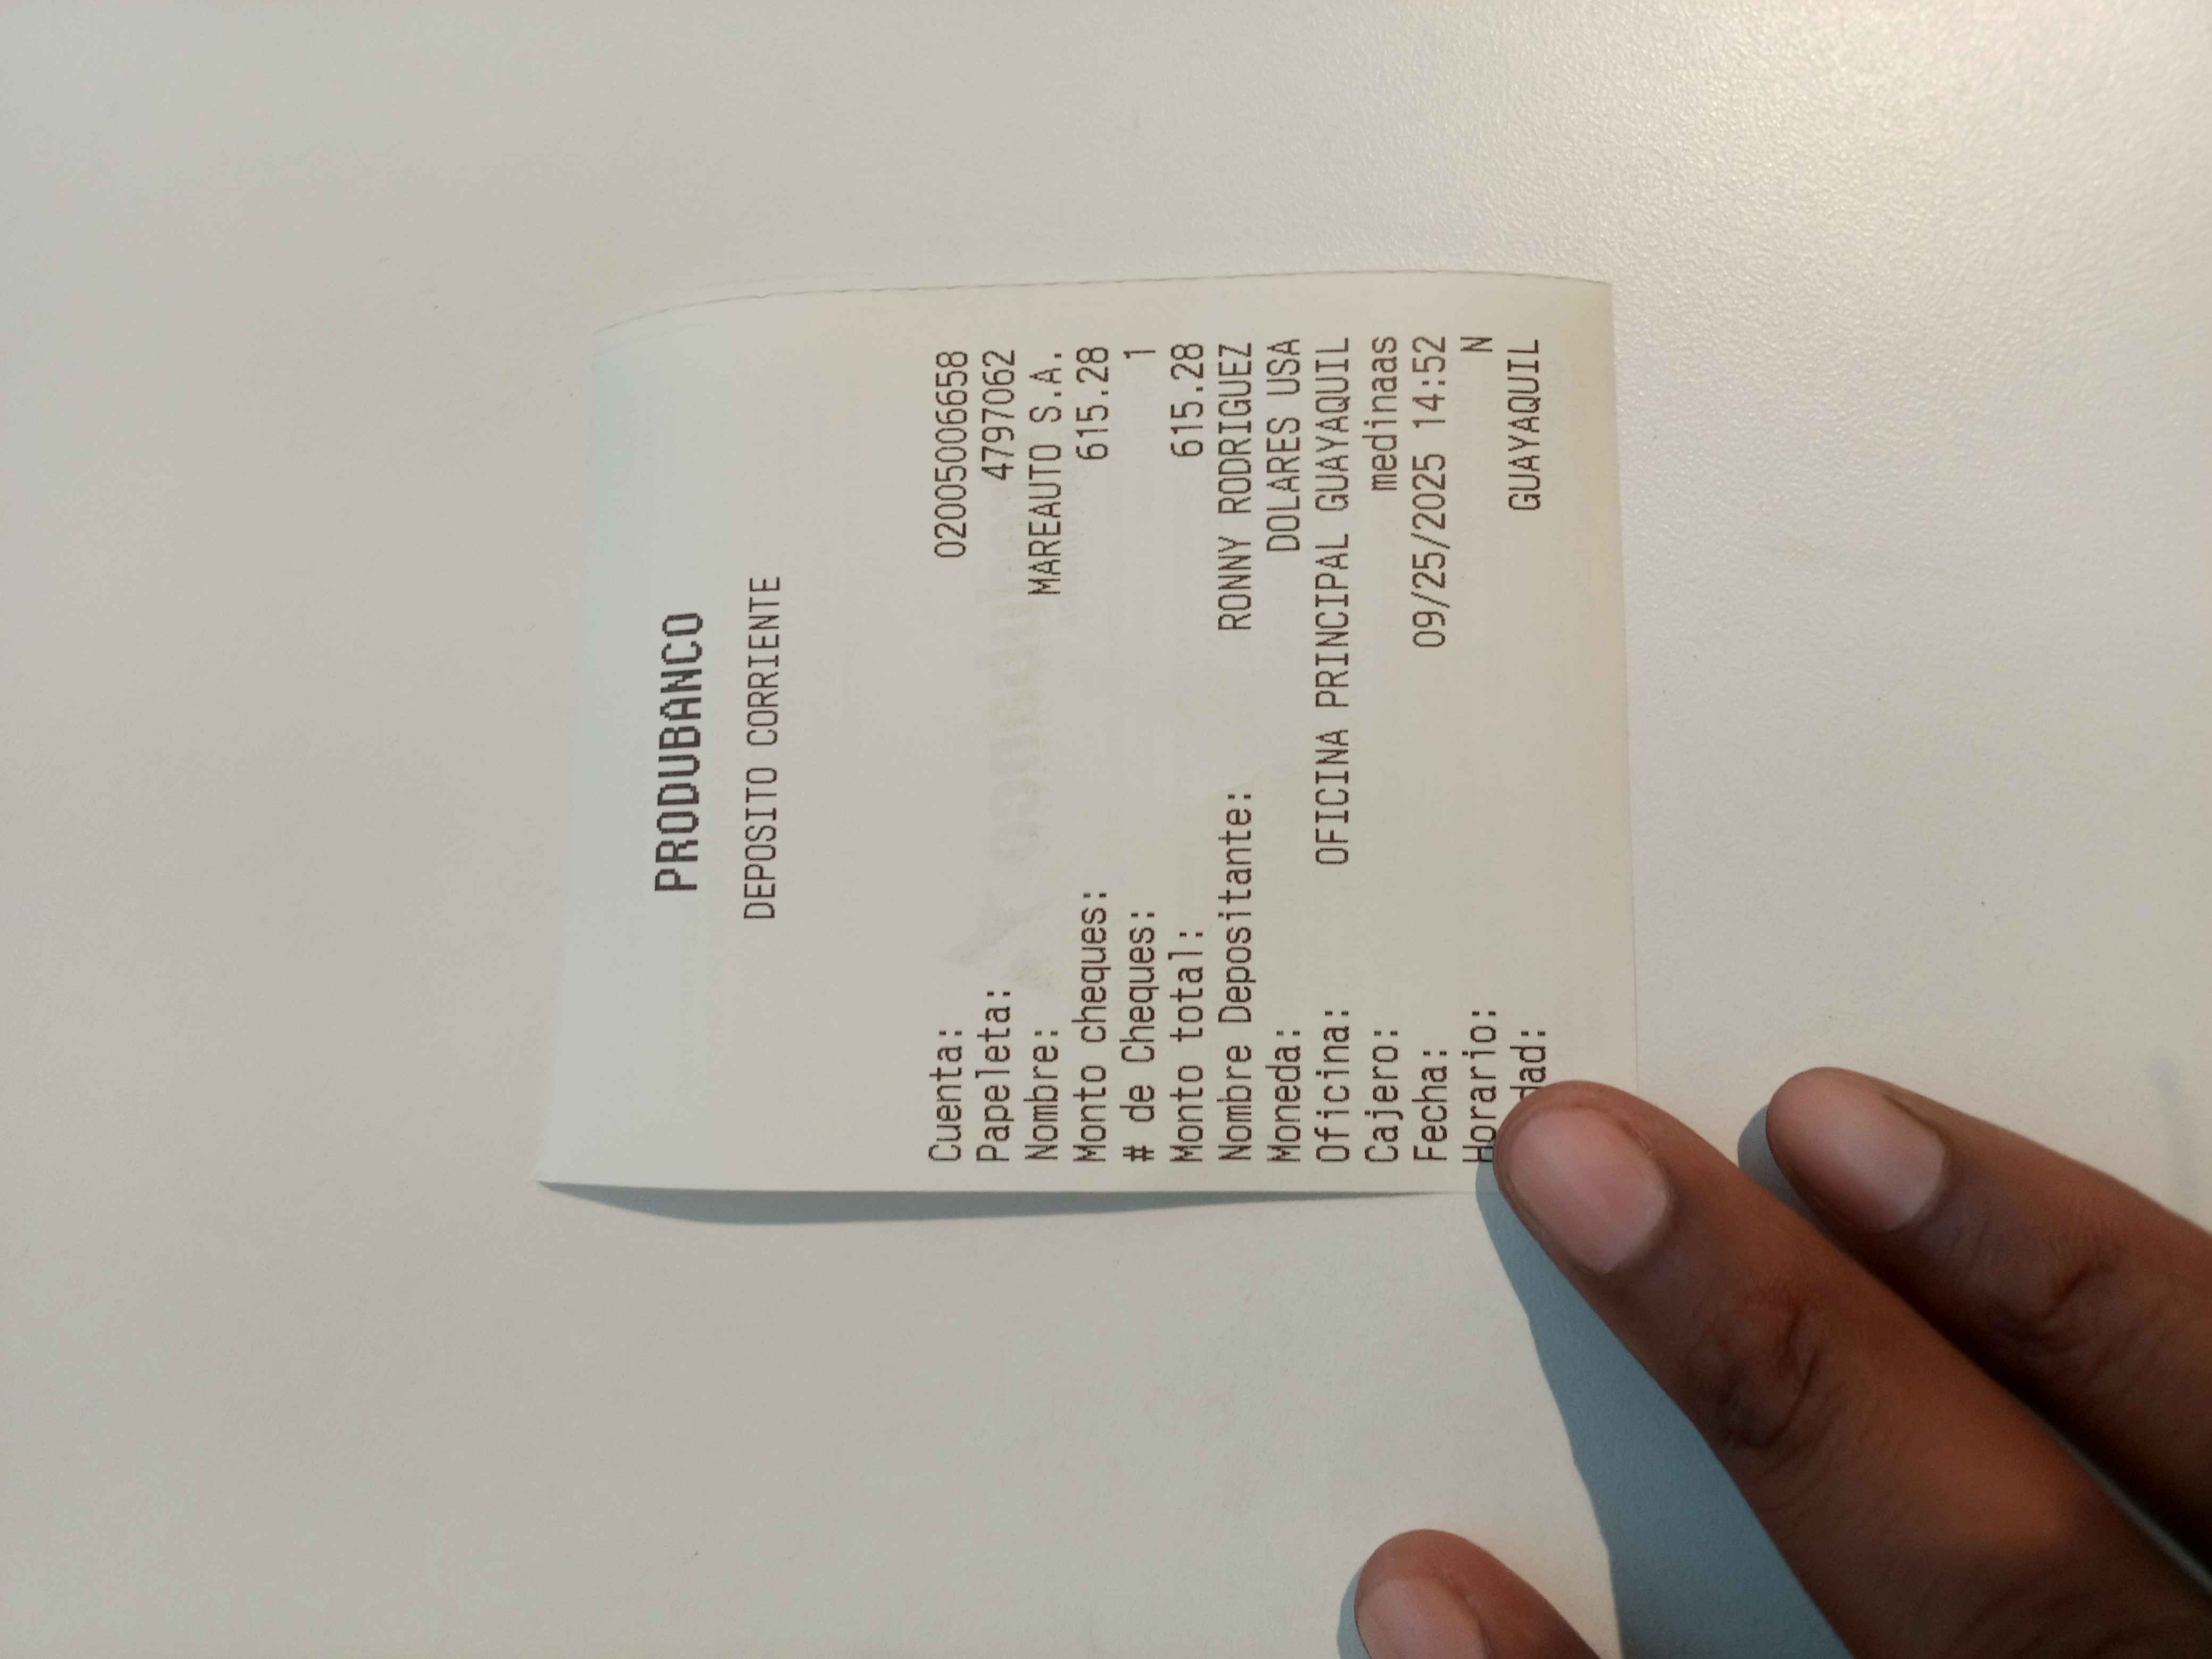 PRODUBANCO
DEPOSITO CORRIENTE
Cuenta: 02005006658
Papeleta: 4797062
Nombre: MAREAUTO S.A.
Monto cheques: 615.28
# de Cheques: 1
Monto total: 615.28
Nombre Depositante: RONNY RODRIGUEZ
Moneda: DOLARES USA
Oficina: OFICINA PRINCIPAL GUAYAQUIL
Cajero: medinaas
Fecha: 09/25/2025 14:52
Horario: N
dad: GUAYAQUIL